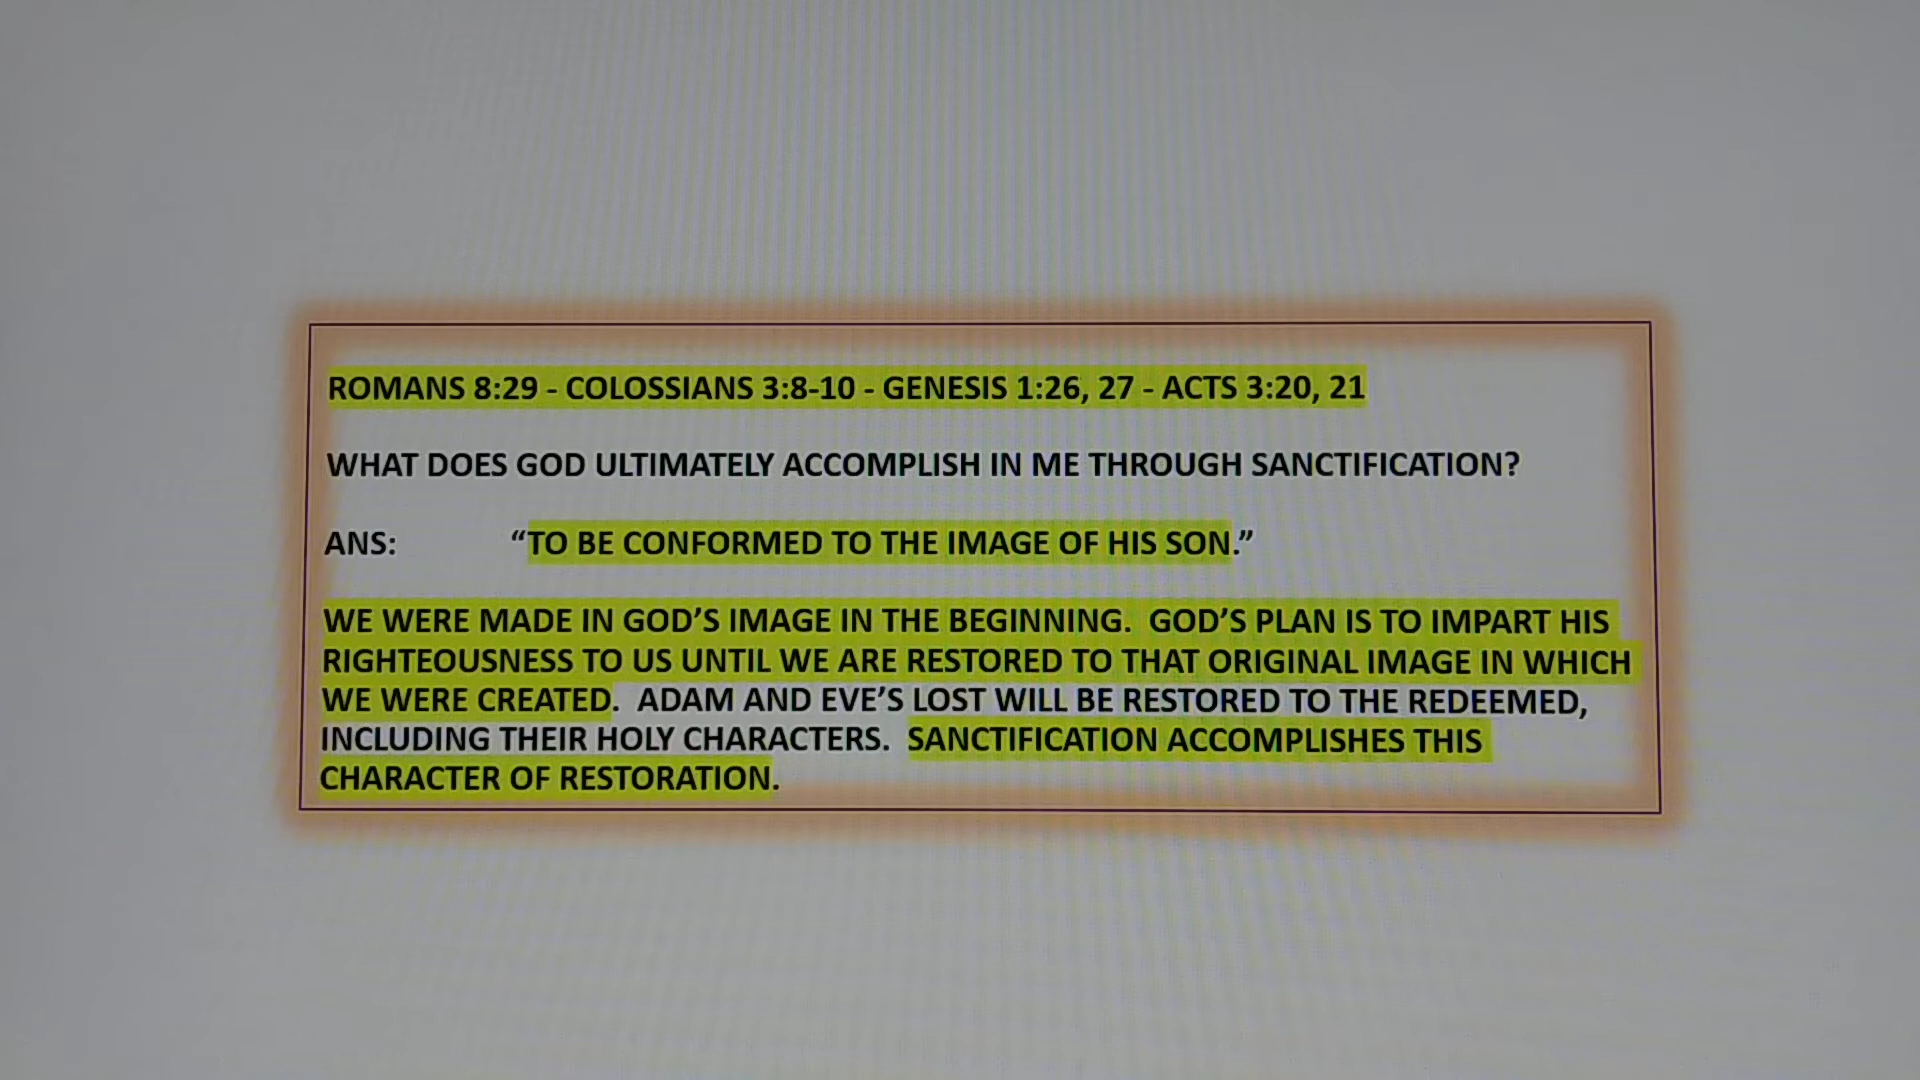 ROMANS 8:29 - COLOSSIANS 3:8-10 - GENESIS 1:26, 27 - ACTS 3:20, 21
WHAT DOES GOD ULTIMATELY ACCOMPLISH IN ME THROUGH SANCTIFICATION?
ANS: “TO BE CONFORMED TO THE IMAGE OF HIS SON.”
WE WERE MADE IN GOD’S IMAGE IN THE BEGINNING. GOD’S PLAN IS TO IMPART HIS
RIGHTEOUSNESS TO US UNTIL WE ARE RESTORED TO THAT ORIGINAL IMAGE IN WHICH
WE WERE CREATED. ADAM AND EVE’S LOST WILL BE RESTORED TO THE REDEEMED,
INCLUDING THEIR HOLY CHARACTERS. SANCTIFICATION ACCOMPLISHES THIS
CHARACTER OF RESTORATION.